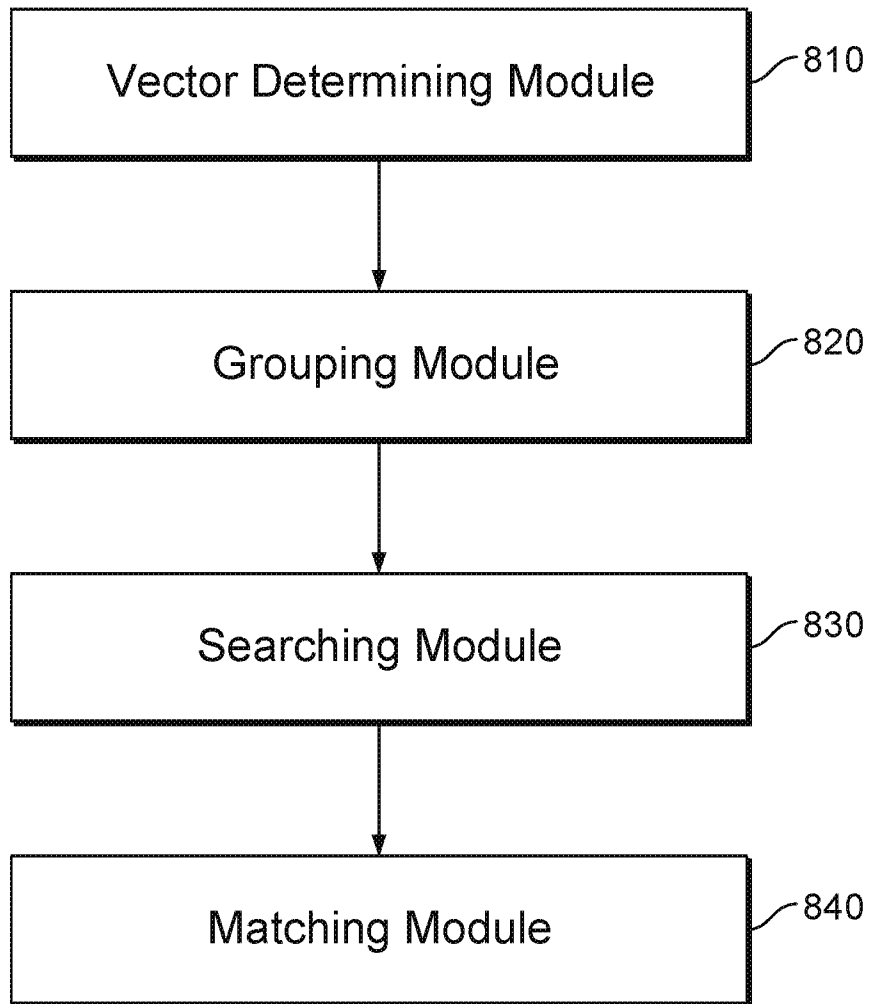 Vector Determining Module
810
Grouping Module
820
Searching Module
830
Matching Module
840